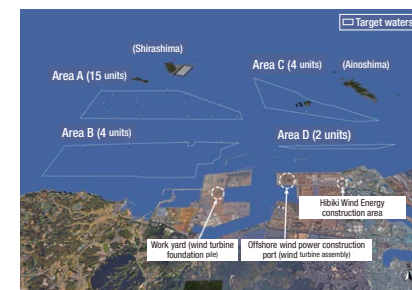 Target waters
(Shirashima)
Area A (15 units)
Area C (4 units)
(Ainoshima)
Area B (4 units)
Area D (2 units)
Hibiki Wind Energy
construction area
Work yard (wind turbine
foundation pile)
Offshore wind power construction
port (wind turbine assembly)